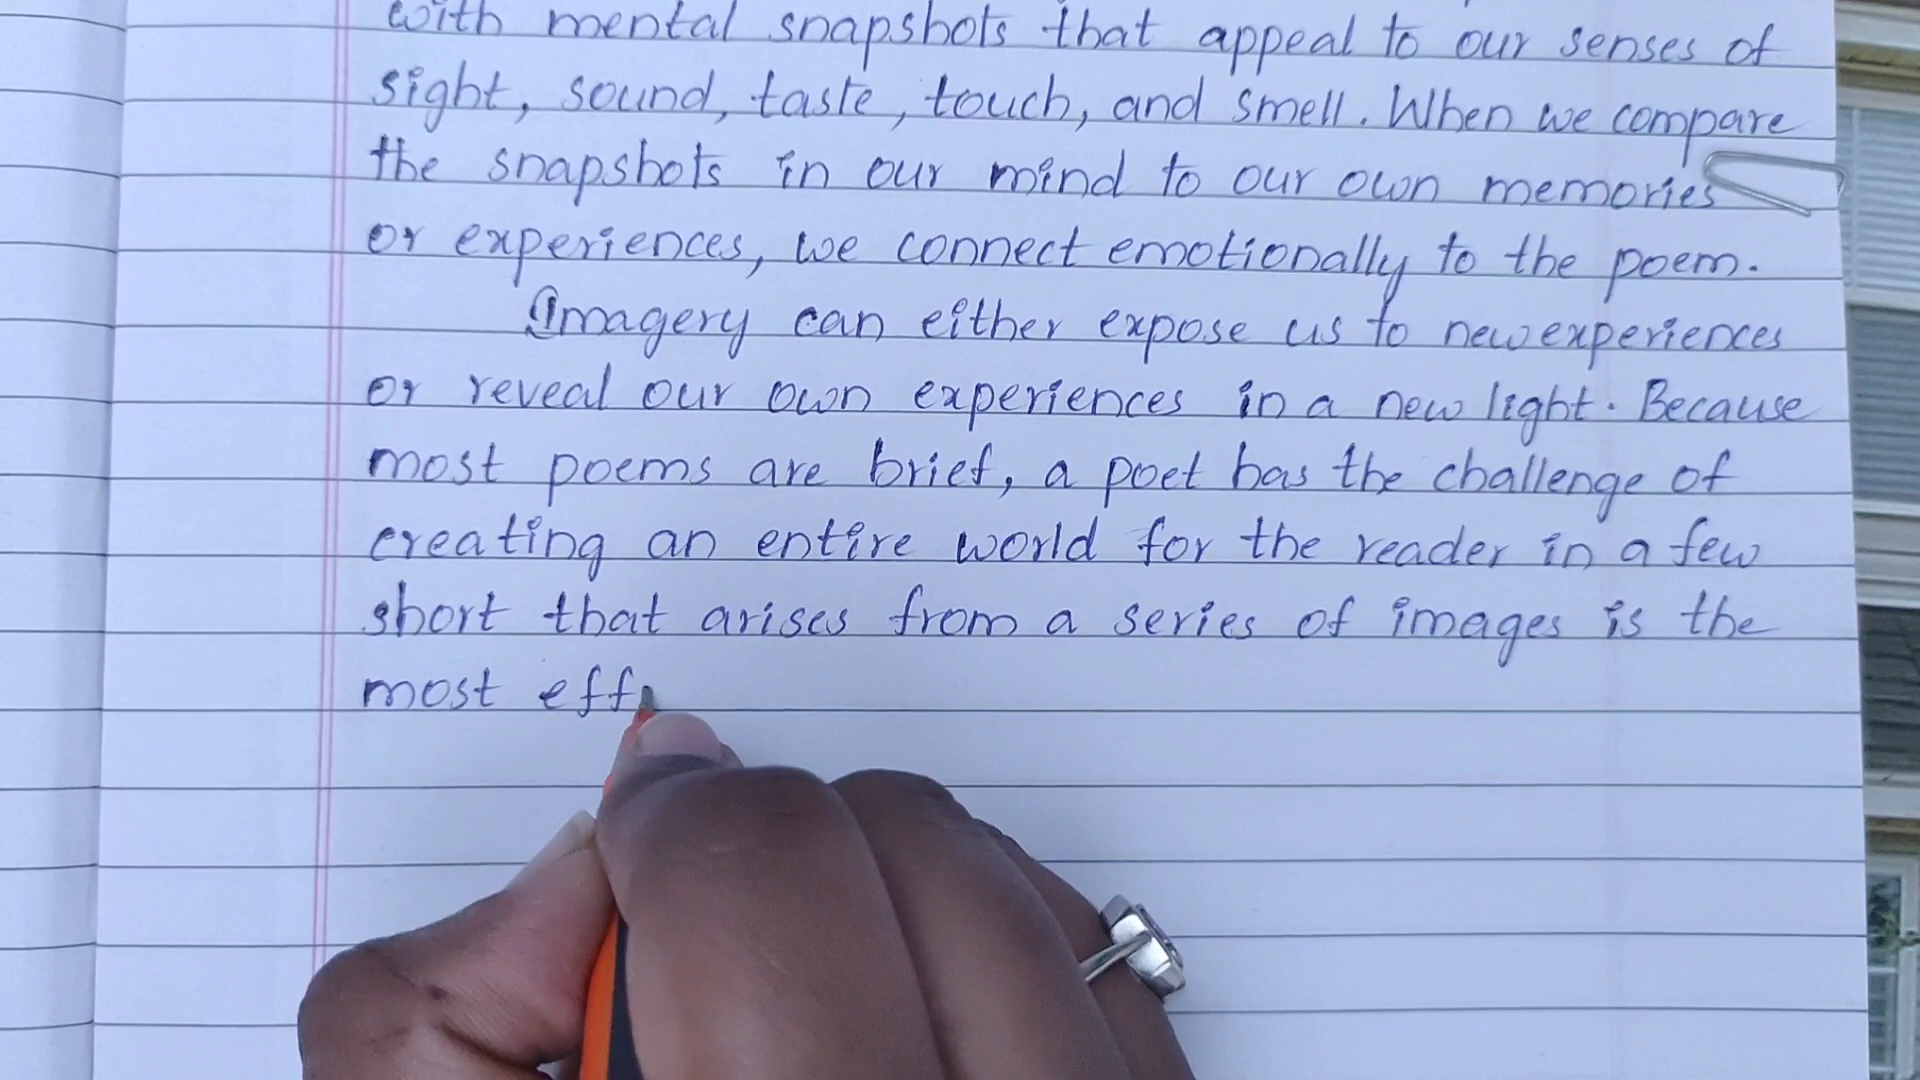 with mental snapshots that appeal to our senses of
sight, sound, taste, touch, and smell. When we compare
the snapshots in our mind to our own memories
or experiences, we connect emotionally to the poem.
Imagery can either expose us to new experiences
or reveal our own experiences in a new light. Because
most poems are brief, a poet has the challenge of
creating an entire world for the reader in a few
short that arises from a series of images is the
most eff